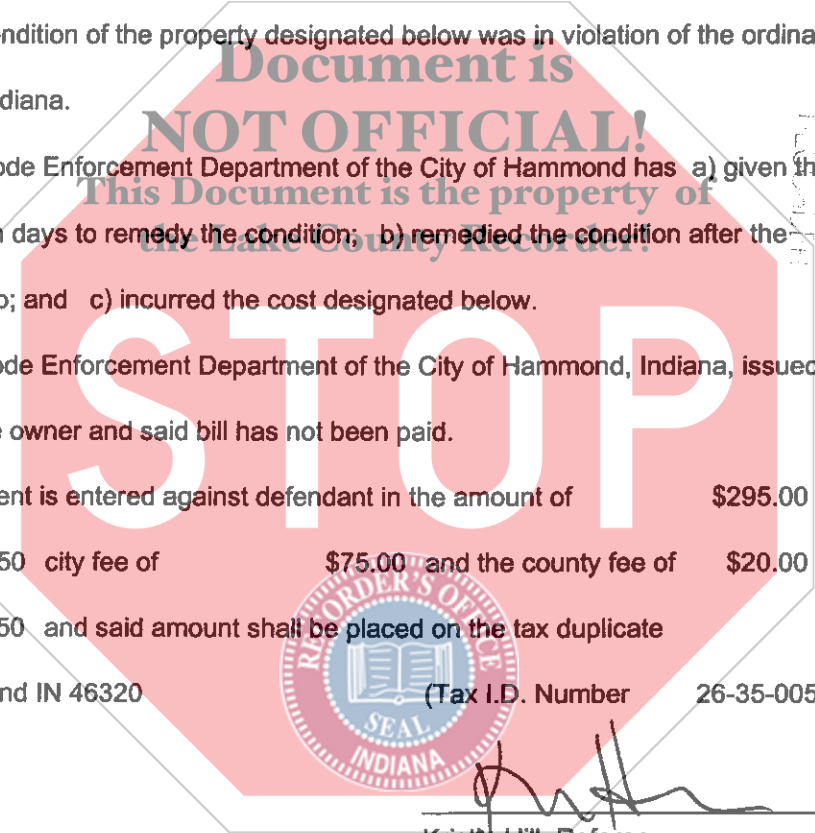 ndition of the property designated below was in violation of the ordina
Document is
diana.
NOT OFFICIAL!
ode Enforcement Department of the City of Hammond has a) given th
This Document is the property of
n days to remedy the condition; b) remedied the condition after the
the Lake County Recorder!
o; and c) incurred the cost designated below.
STOP
ode Enforcement Department of the City of Hammond, Indiana, issued
e owner and said bill has not been paid.
ent is entered against defendant in the amount of $295.00
50 city fee of $75.00 and the county fee of $20.00
50 and said amount shall be placed on the tax duplicate
RECORDER'S OFFICE
nd IN 46320 (Tax I.D. Number 26-35-005
SEAL
INDIANA